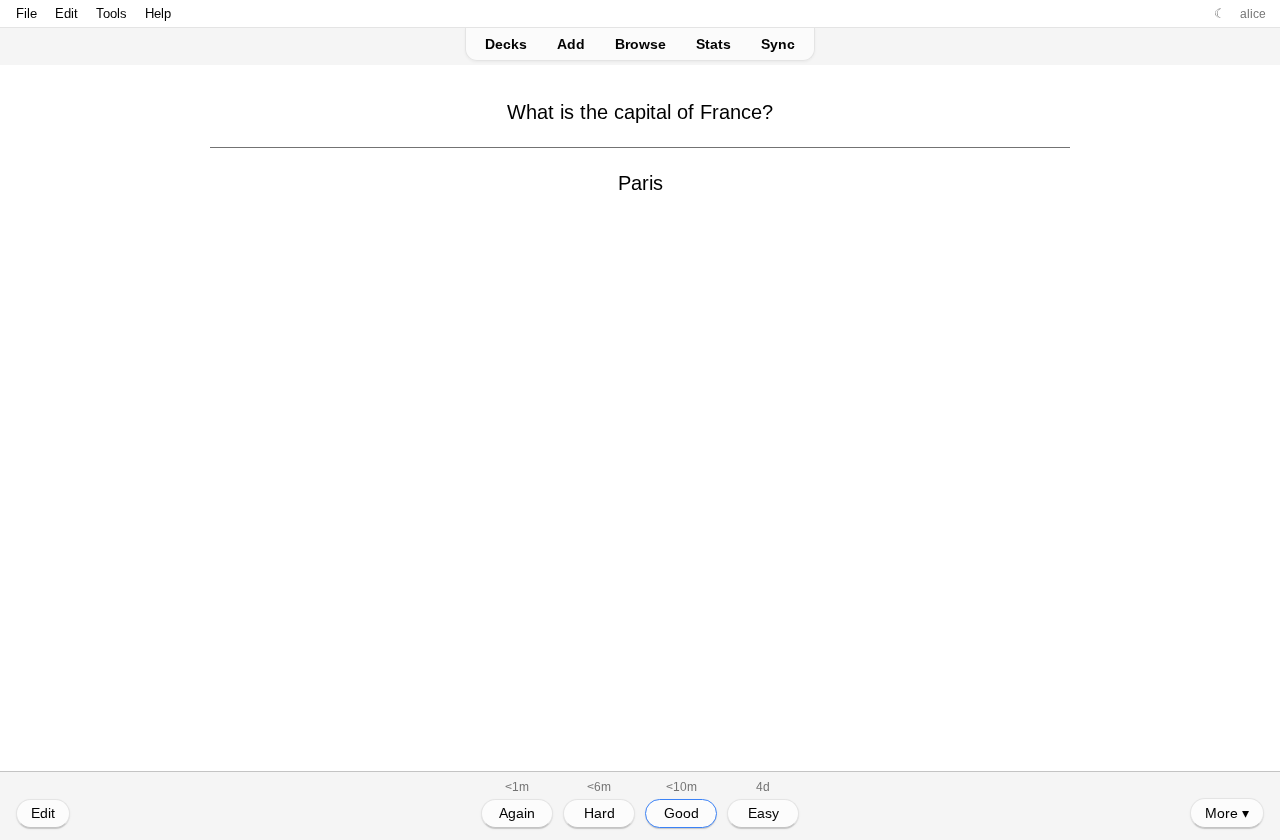 File Edit Tools Help ☾ alice
Decks Add Browse Stats Sync
What is the capital of France?
Paris
<1m <6m <10m 4d
Edit Again Hard Good Easy More ▾